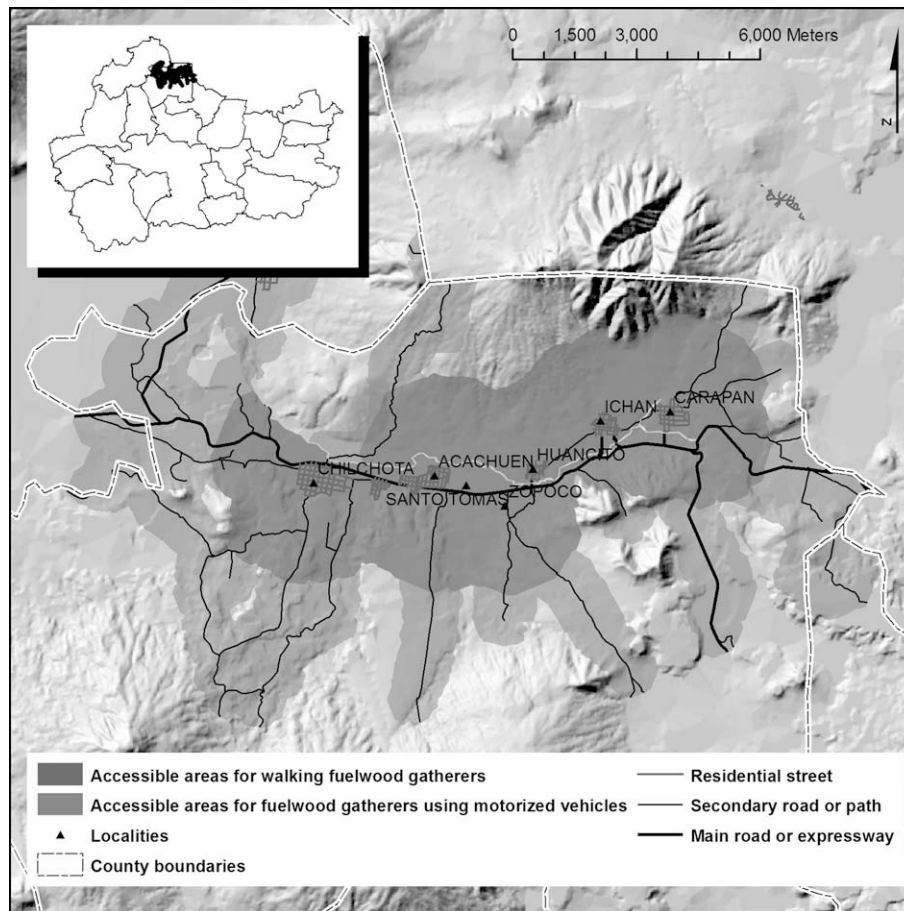 0 1,500 3,000 6,000 Meters
N
ICHAN
CARAPAN
CHILCHOTA
ACACHUEN
HUANCITO
SANTO TOMAS
ZOPOCO
Accessible areas for walking fuelwood gatherers
Accessible areas for fuelwood gatherers using motorized vehicles
Localities
County boundaries
Residential street
Secondary road or path
Main road or expressway